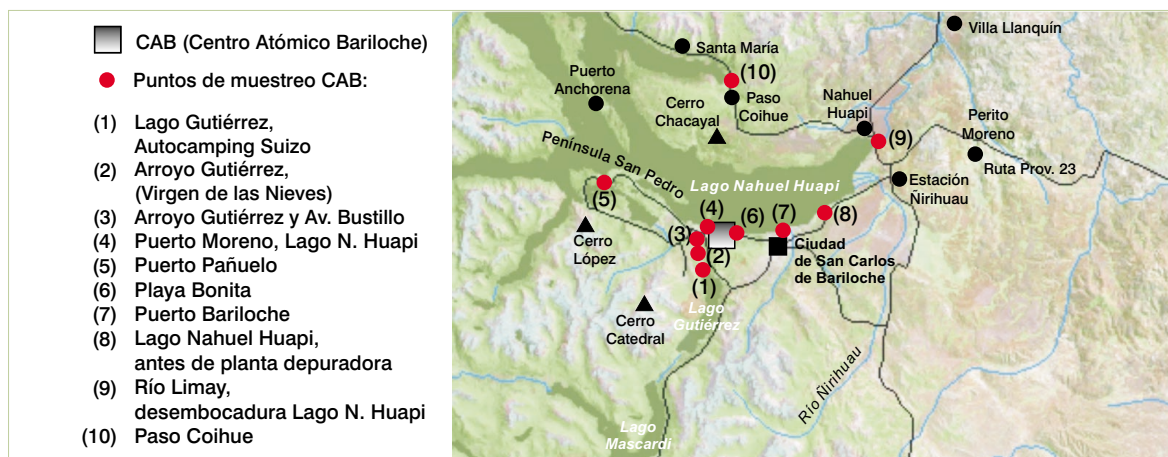 CAB (Centro Atómico Bariloche)
Puntos de muestreo CAB:
(1) Lago Gutiérrez,
Autocamping Suizo
(2) Arroyo Gutiérrez,
(Virgen de las Nieves)
(3) Arroyo Gutiérrez y Av. Bustillo
(4) Puerto Moreno, Lago N. Huapi
(5) Puerto Pañuelo
(6) Playa Bonita
(7) Puerto Bariloche
(8) Lago Nahuel Huapi,
antes de planta depuradora
(9) Río Limay,
desembocadura Lago N. Huapi
(10) Paso Coihue
Villa Llanquín
Santa María
(10)
Puerto
Anchorena
Paso
Coihue
Cerro
Chacayal
Nahuel
Huapi
(9)
Perito
Moreno
Ruta Prov. 23
Península San Pedro
Lago Nahuel Huapi
Estación
Ñirihuau
(5)
(4)
(6)
(7)
(8)
(3)
(2)
(1)
Cerro
López
Ciudad
de San Carlos
de Bariloche
Lago
Gutiérrez
Cerro
Catedral
Río Ñirihuau
Lago
Mascardi